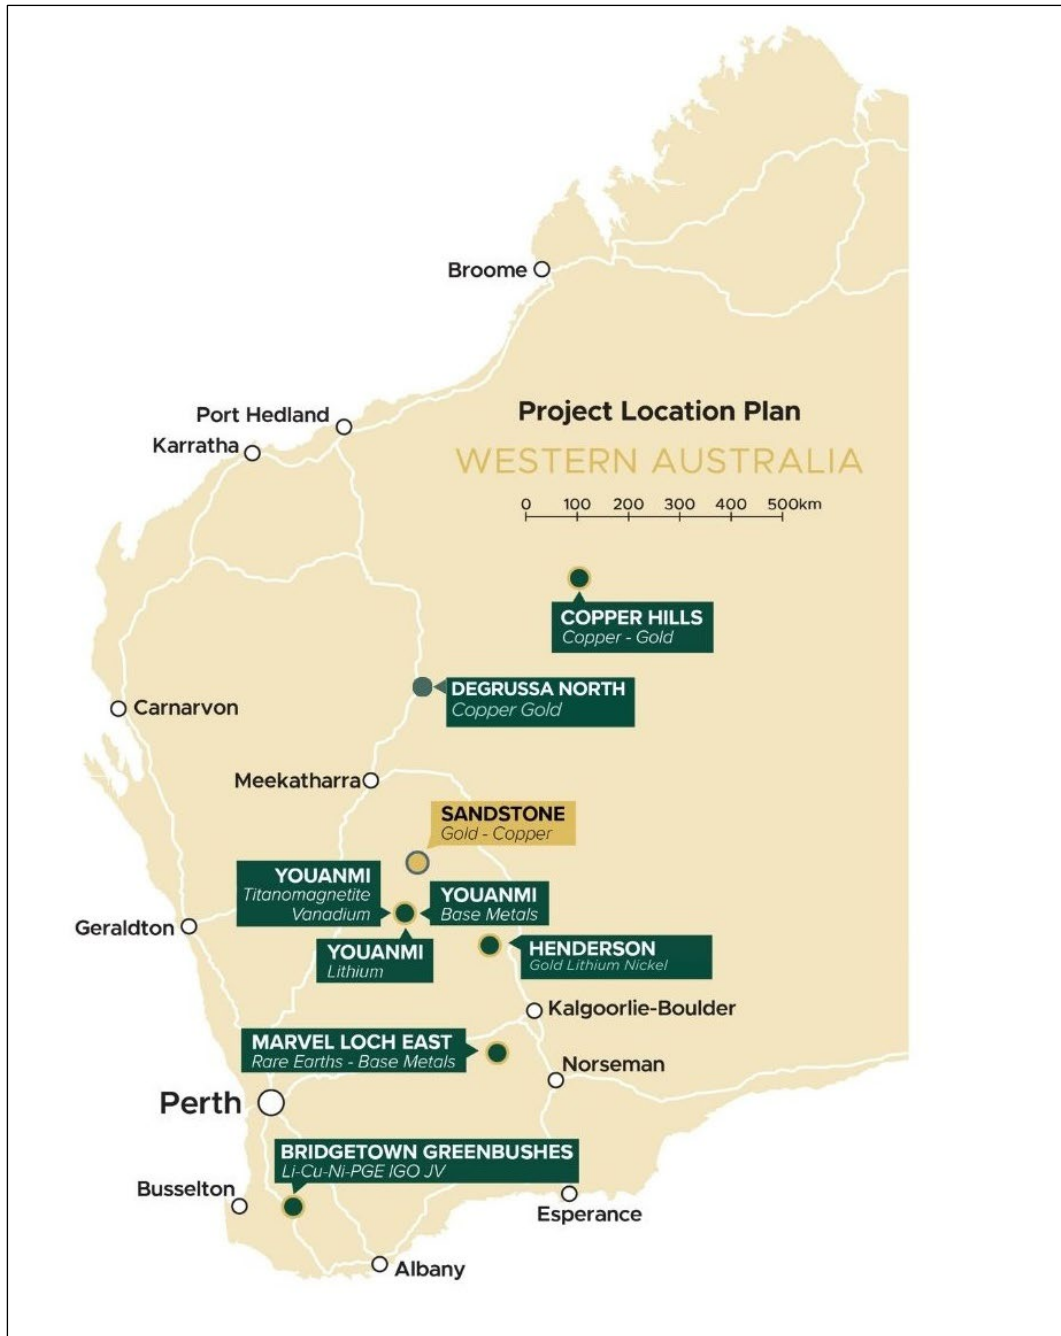 Broome
Port Hedland
Karratha
Project Location Plan
WESTERN AUSTRALIA
0 100 200 300 400 500km
COPPER HILLS
Copper - Gold
DEGRUSSA NORTH
Copper Gold
Carnarvon
Meekatharra
SANDSTONE
Gold - Copper
YOUANMI
Titanomagnetite
Vanadium
YOUANMI
Base Metals
YOUANMI
Lithium
Geraldton
HENDERSON
Gold Lithium Nickel
Kalgoorlie-Boulder
MARVEL LOCH EAST
Rare Earths - Base Metals
Norseman
Perth
BRIDGETOWN GREENBUSHES
Li-Cu-Ni-PGE IGO JV
Busselton
Esperance
Albany